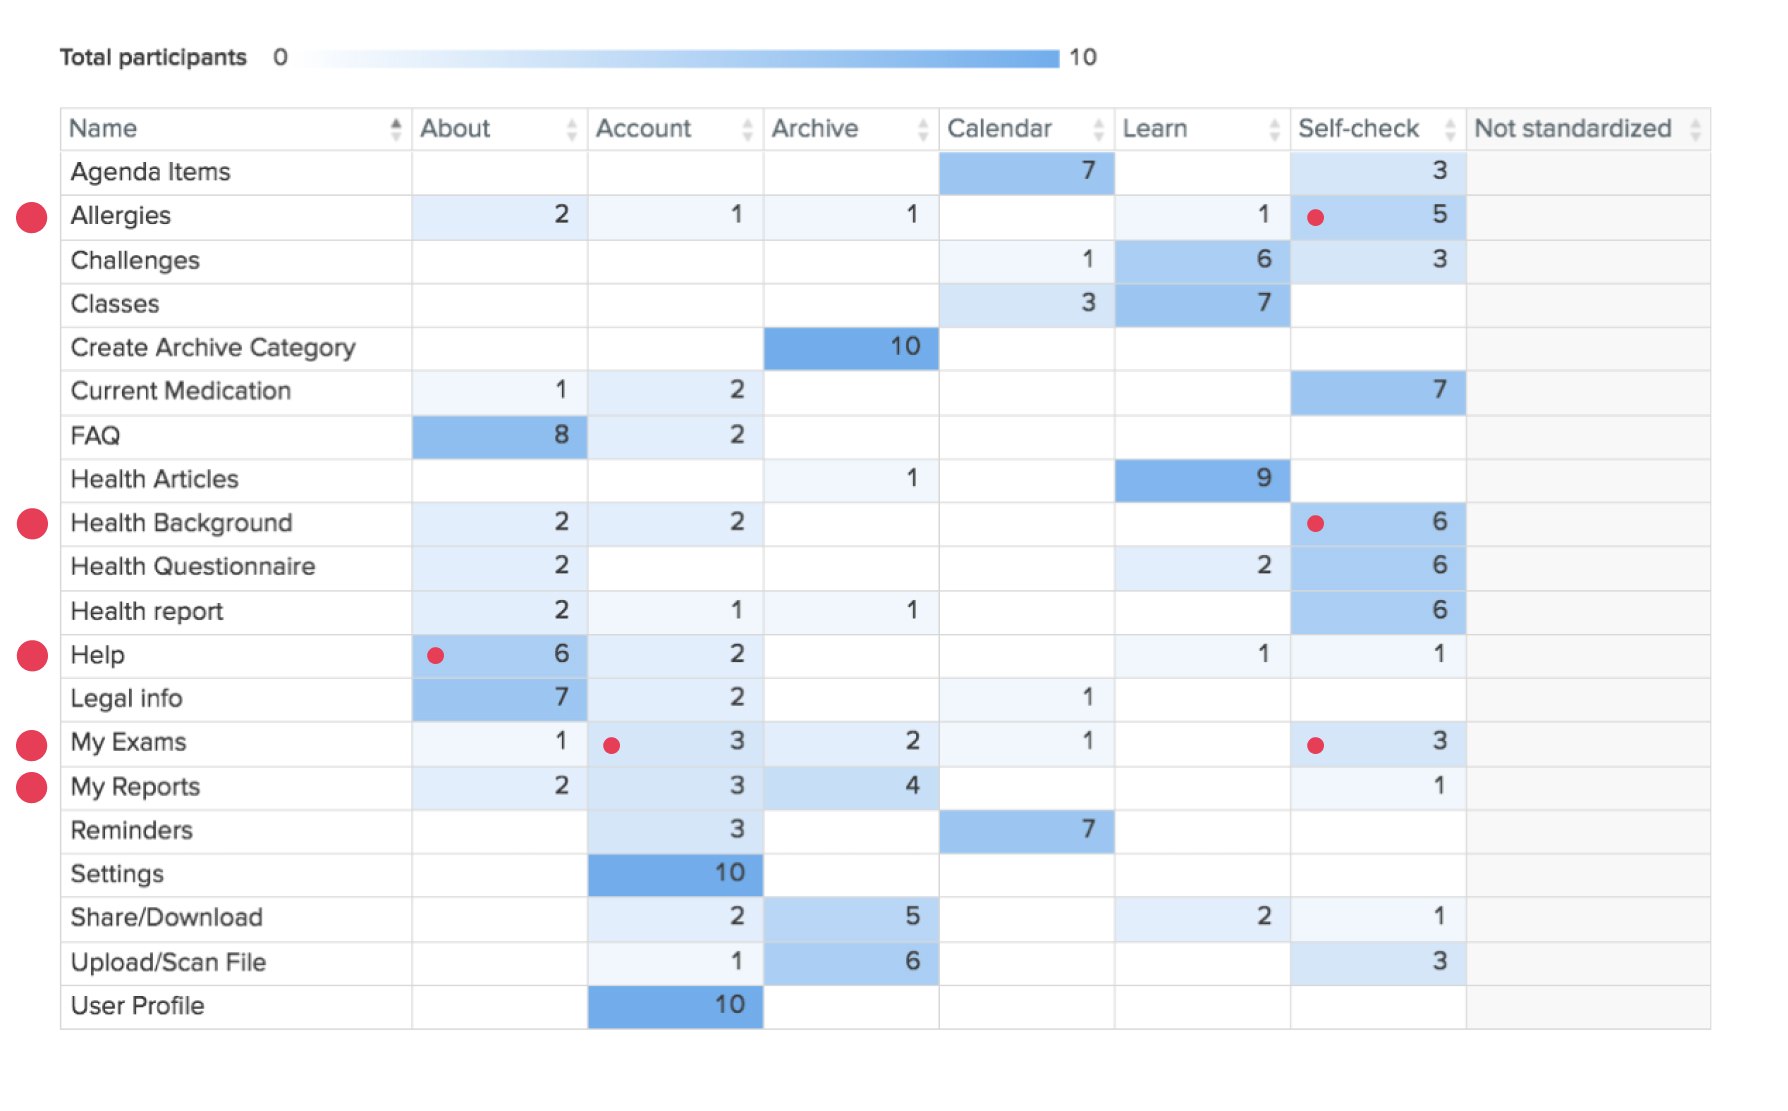 Total participants 0 10
Name About Account Archive Calendar Learn Self-check Not standardized
Agenda Items 7 3
Allergies 2 1 1 1 5
Challenges 1 6 3
Classes 3 7
Create Archive Category 10
Current Medication 1 2 7
FAQ 8 2
Health Articles 1 9
Health Background 2 2 6
Health Questionnaire 2 2 6
Health report 2 1 1 6
Help 6 2 1 1
Legal info 7 2 1
My Exams 1 3 2 1 3
My Reports 2 3 4 1
Reminders 3 7
Settings 10
Share/Download 2 5 2 1
Upload/Scan File 1 6 3
User Profile 10